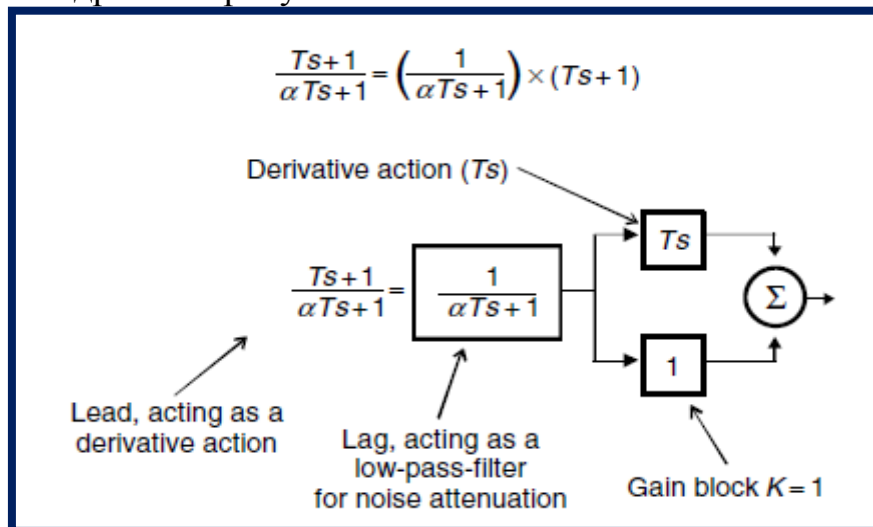 Ts+1 / αTs+1 = ( 1 / αTs+1 ) × (Ts+1)
Derivative action (Ts)
Ts
Ts+1 / αTs+1 = 1 / αTs+1
Σ
1
Lead, acting as a
derivative action
Lag, acting as a
low-pass-filter
for noise attenuation
Gain block K = 1